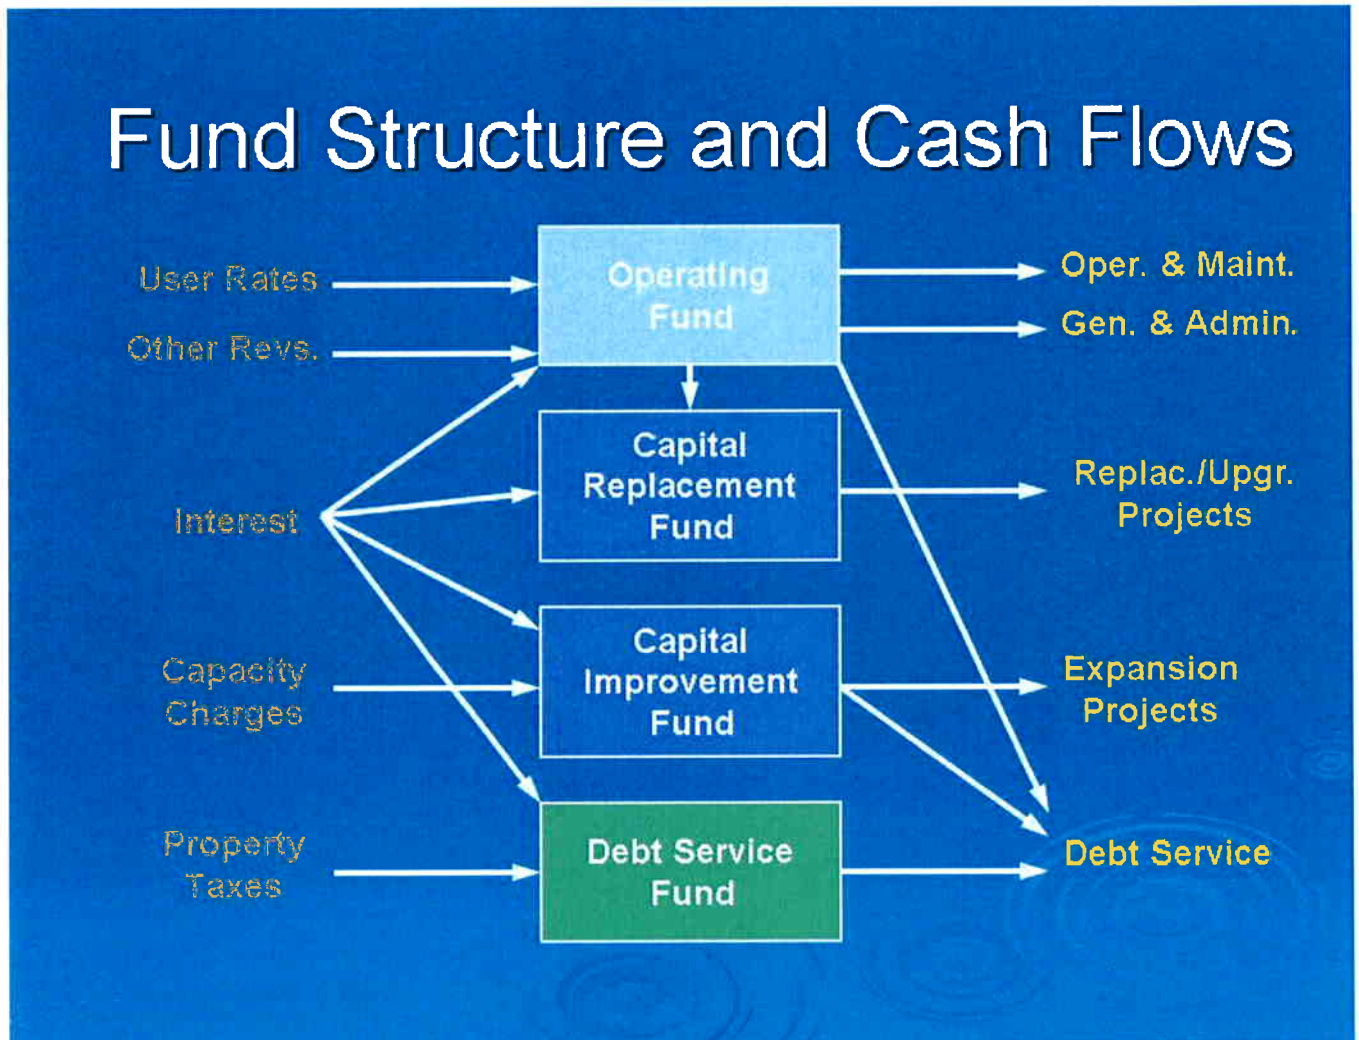 Fund Structure and Cash Flows
User Rates
Other Revs.
Interest
Capacity
Charges
Property
Taxes
Operating
Fund
Capital
Replacement
Fund
Capital
Improvement
Fund
Debt Service
Fund
Oper. & Maint.
Gen. & Admin.
Replac./Upgr.
Projects
Expansion
Projects
Debt Service